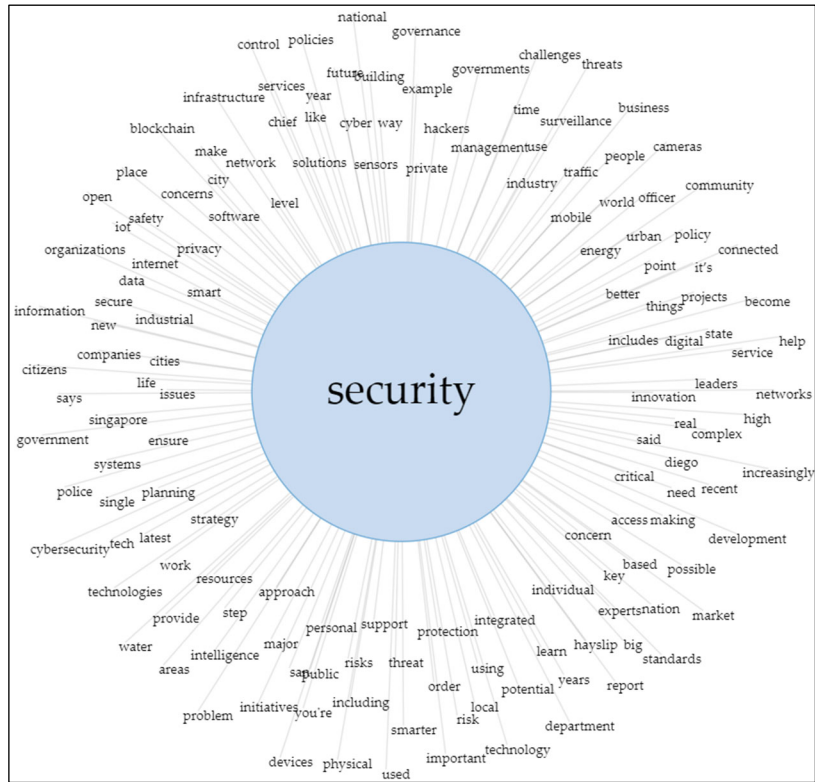 national
governance
control
policies
challenges
governments
threats
future
building
services
year
example
infrastructure
time
business
surveillance
chief
like
cyber
way
hackers
blockchain
make
management
use
people
cameras
network
solutions
sensors
private
traffic
place
city
industry
world
officer
community
concerns
open
safety
software
level
mobile
iot
urban
policy
organizations
privacy
energy
connected
internet
point
it's
data
smart
better
secure
things
projects
become
information
new
industrial
state
includes
digital
help
companies
cities
service
citizens
life
leaders
says
issues
security
innovation
networks
singapore
real
high
government
ensure
said
complex
systems
diego
increasingly
police
single
planning
critical
need
recent
strategy
access
making
cybersecurity
tech
latest
concern
development
work
based
possible
technologies
resources
approach
individual
key
provide
step
experts
nation
market
water
personal
support
protection
integrated
areas
intelligence
major
learn
hayslip
big
standards
san
public
risks
threat
using
years
report
problem
initiatives
you're
including
order
local
potential
smarter
risk
department
devices
physical
used
important
technology